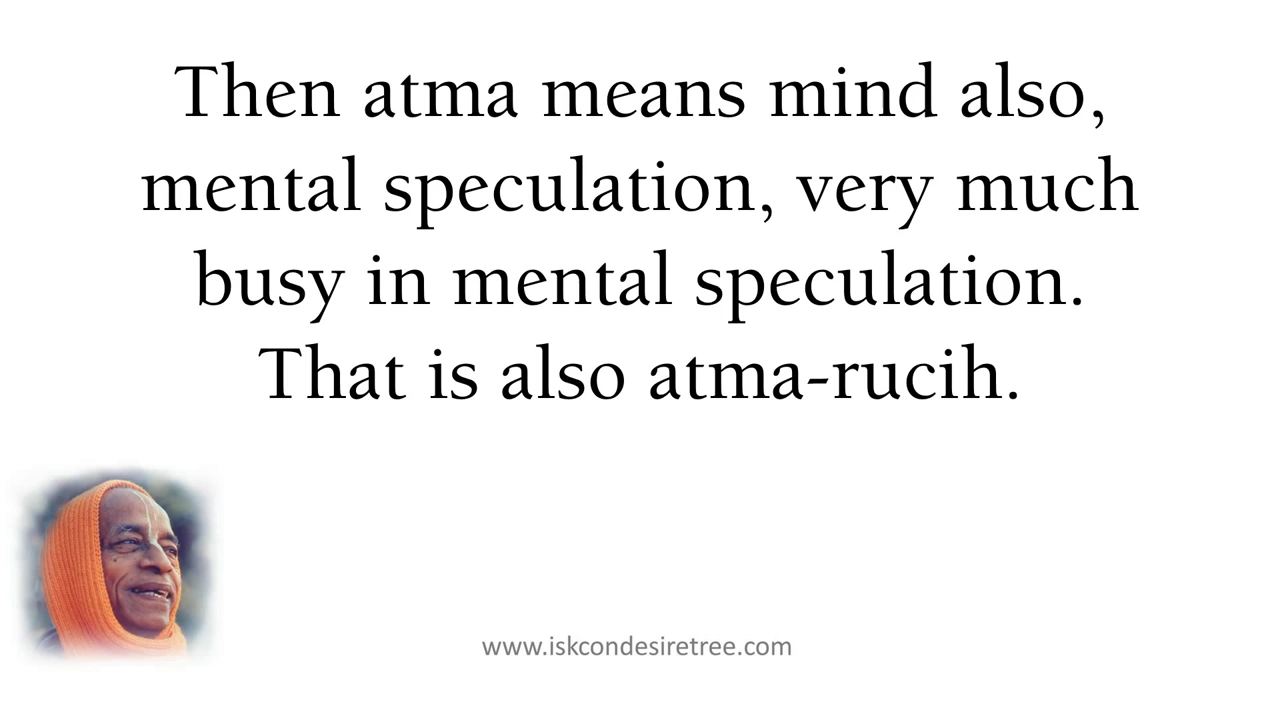 Then atma means mind also,
mental speculation, very much
busy in mental speculation.
That is also atma-rucih.
www.iskcondesiretree.com